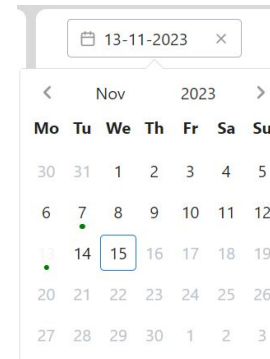 13-11-2023 ×
< Nov 2023 >
Mo Tu We Th Fr Sa Su
30 31 1 2 3 4 5
6 7 8 9 10 11 12
13 14 15 16 17 18 19
20 21 22 23 24 25 26
27 28 29 30 1 2 3